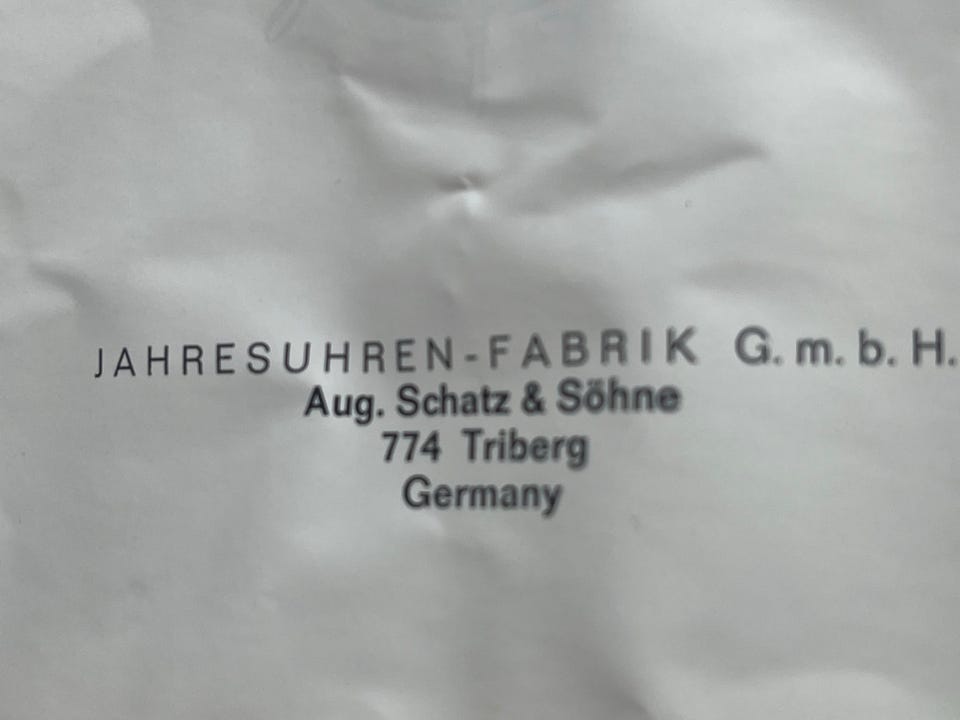 JAHRESUHREN-FABRIK G. m. b. H.
Aug. Schatz & Söhne
774 Triberg
Germany